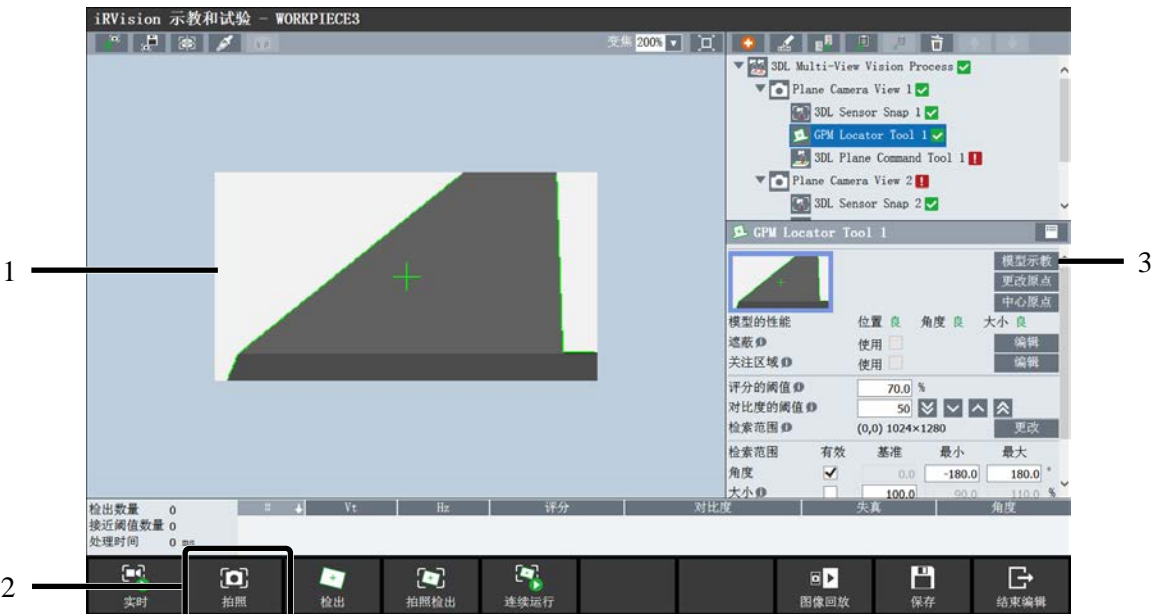 iRVision 示教和试验 - WORKPIECE3
变焦 200%
3DL Multi-View Vision Process
Plane Camera View 1
3DL Sensor Snap 1
GPM Locator Tool 1
3DL Plane Command Tool 1
Plane Camera View 2
3DL Sensor Snap 2
GPM Locator Tool 1
1
3
模型示教
更改原点
中心原点
模型的性能 位置 良 角度 良 大小 良
遮蔽 使用 编辑
关注区域 使用 编辑
评分的阈值 70.0 %
对比度的阈值 50
检索范围 (0,0) 1024×1280 更改
检索范围 有效 基准 最小 最大
角度 0.0 -180.0 180.0 °
大小 100.0 90.0 110.0 %
检出数量 0
接近阈值数量 0
处理时间 0 ms
# Vt Hz 评分 对比度 失真 角度
2
实时 拍照 检出 拍照检出 连续运行 图像回放 保存 结束编辑